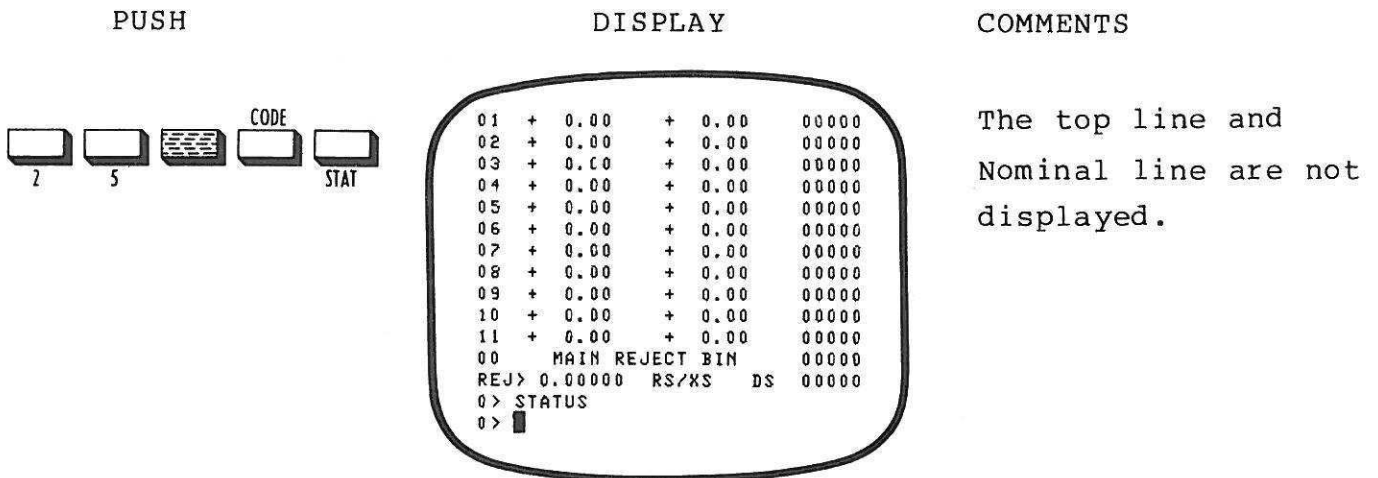 PUSH DISPLAY COMMENTS
CODE
2 5 STAT
01 + 0.00 + 0.00 00000
02 + 0.00 + 0.00 00000
03 + 0.00 + 0.00 00000
04 + 0.00 + 0.00 00000
05 + 0.00 + 0.00 00000
06 + 0.00 + 0.00 00000
07 + 0.00 + 0.00 00000
08 + 0.00 + 0.00 00000
09 + 0.00 + 0.00 00000
10 + 0.00 + 0.00 00000
11 + 0.00 + 0.00 00000
00 MAIN REJECT BIN 00000
REJ> 0.00000 RS/XS DS 00000
0> STATUS
0>
The top line and
Nominal line are not
displayed.